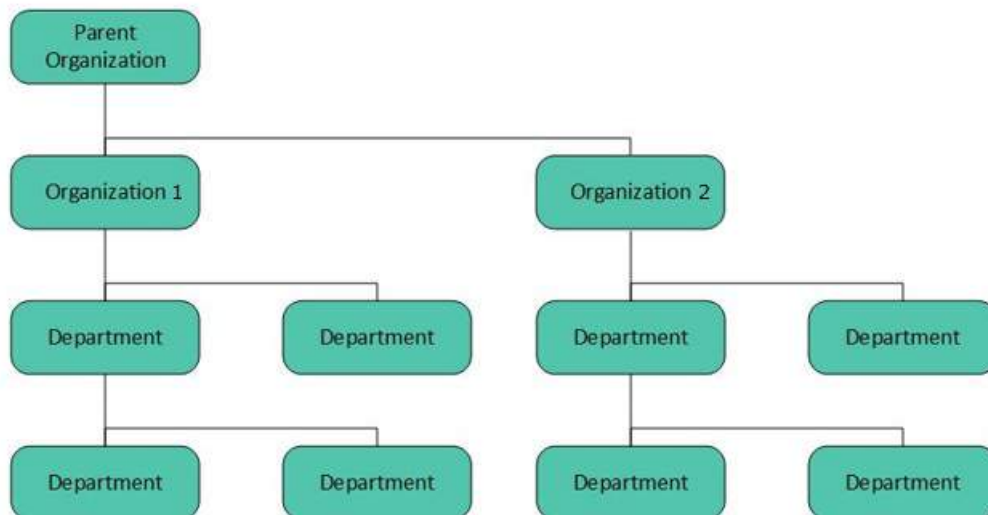 Parent
Organization
Organization 1
Organization 2
Department
Department
Department
Department
Department
Department
Department
Department